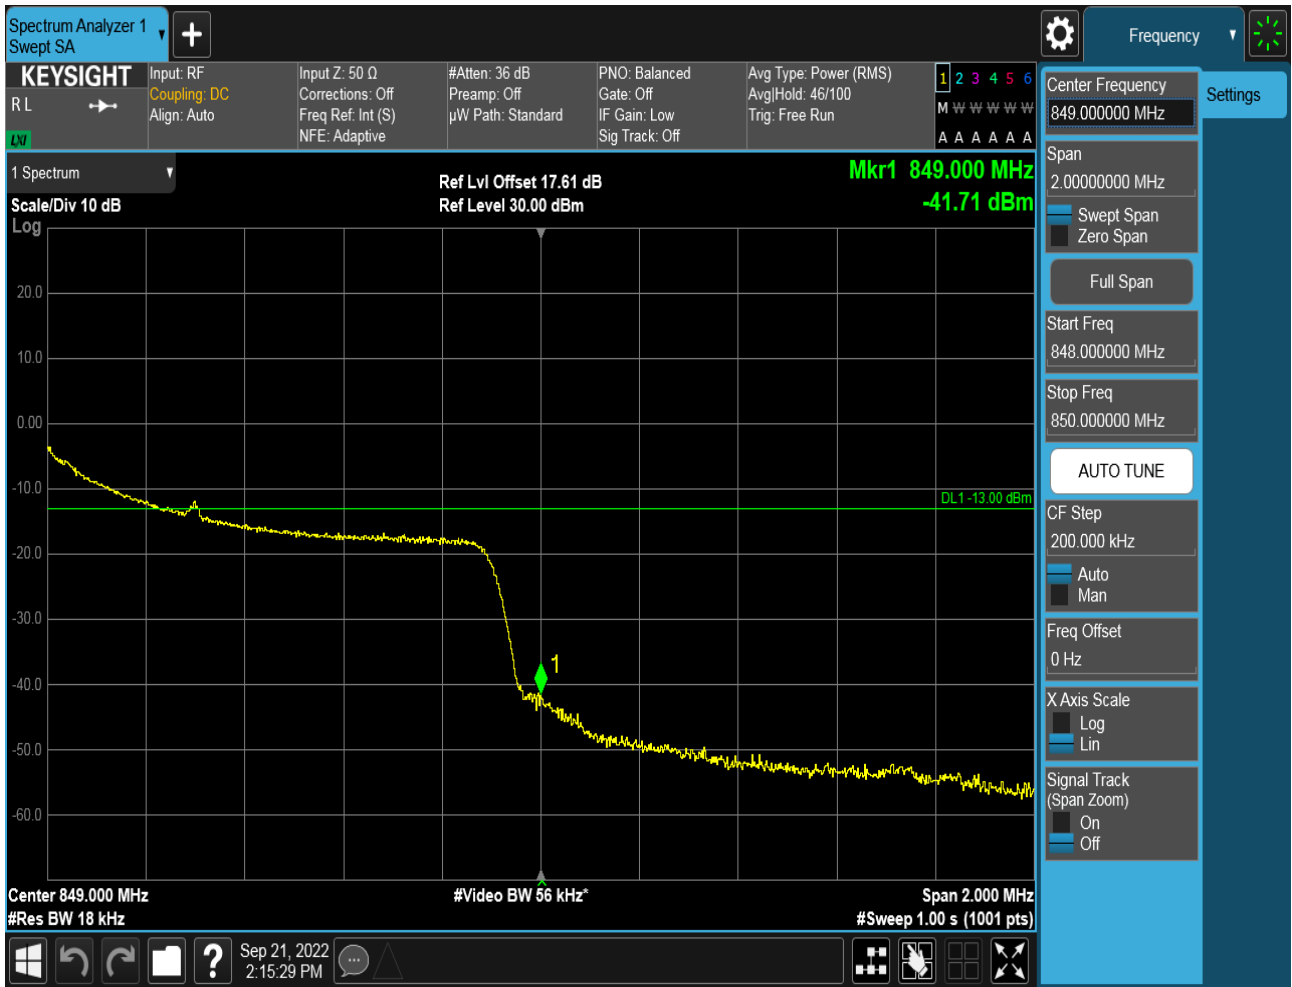 Spectrum Analyzer 1
Swept SA
Frequency
KEYSIGHT
R L
LXI
Input: RF
Coupling: DC
Align: Auto
Input Z: 50 Ω
Corrections: Off
Freq Ref: Int (S)
NFE: Adaptive
#Atten: 36 dB
Preamp: Off
µW Path: Standard
PNO: Balanced
Gate: Off
IF Gain: Low
Sig Track: Off
Avg Type: Power (RMS)
Avg|Hold: 46/100
Trig: Free Run
1 2 3 4 5 6
M W W W W W
A A A A A A
1 Spectrum
Scale/Div 10 dB
Log
Ref Lvl Offset 17.61 dB
Ref Level 30.00 dBm
Mkr1 849.000 MHz
-41.71 dBm
20.0
10.0
0.00
-10.0
-20.0
-30.0
-40.0
-50.0
-60.0
DL1 -13.00 dBm
1
Center 849.000 MHz
#Res BW 18 kHz
#Video BW 56 kHz*
Span 2.000 MHz
#Sweep 1.00 s (1001 pts)
Center Frequency
849.000000 MHz
Settings
Span
2.00000000 MHz
Swept Span
Zero Span
Full Span
Start Freq
848.000000 MHz
Stop Freq
850.000000 MHz
AUTO TUNE
CF Step
200.000 kHz
Auto
Man
Freq Offset
0 Hz
X Axis Scale
Log
Lin
Signal Track
(Span Zoom)
On
Off
?
Sep 21, 2022
2:15:29 PM